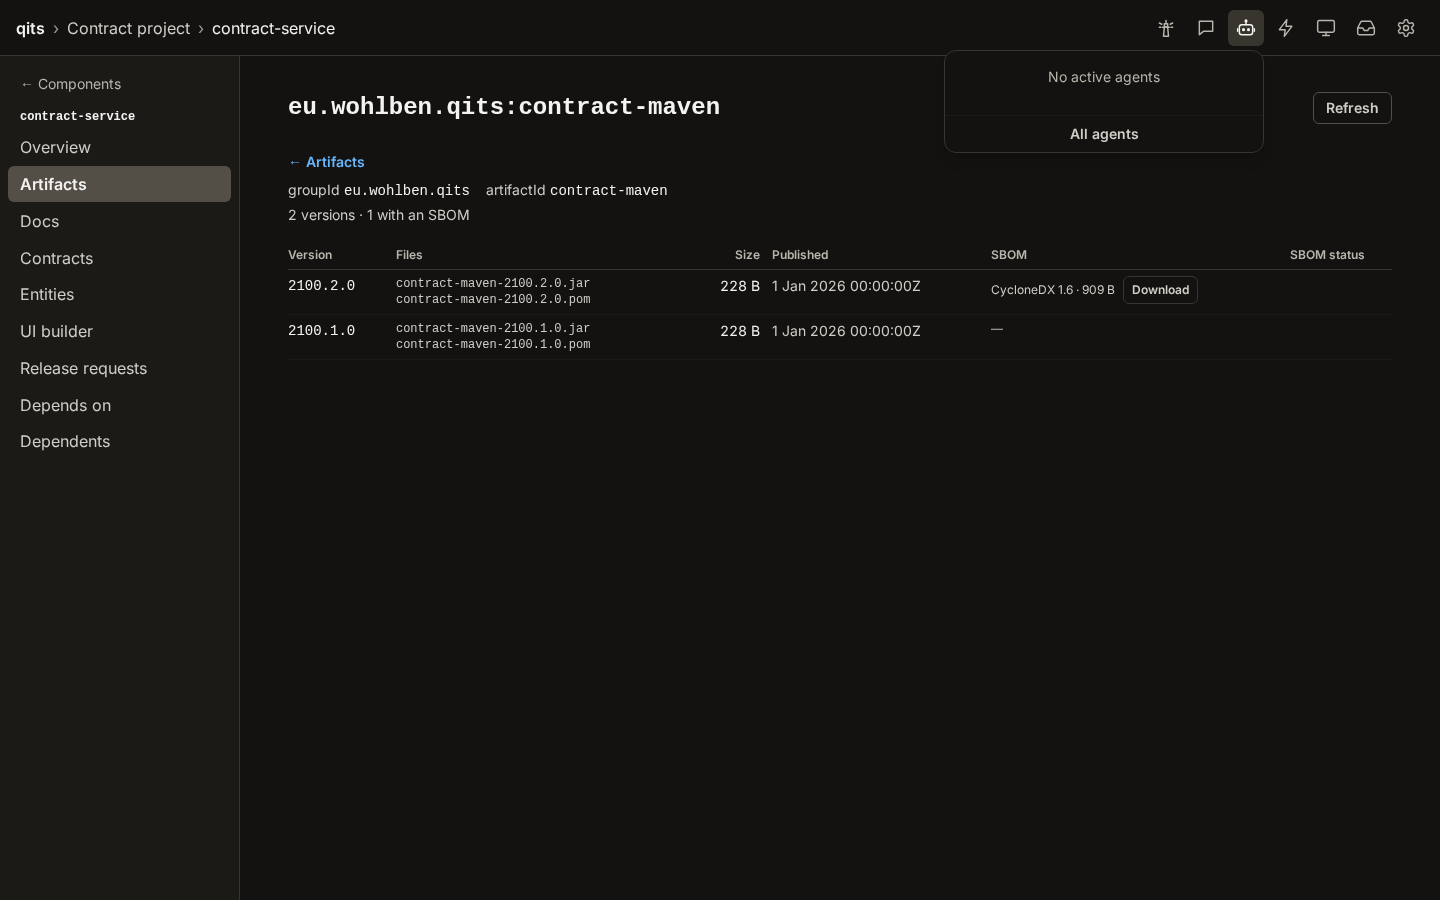 qits › Contract project › contract-service
No active agents
All agents
← Components
contract-service
Overview
Artifacts
Docs
Contracts
Entities
UI builder
Release requests
Depends on
Dependents
eu.wohlben.qits:contract-maven
Refresh
← Artifacts
groupId eu.wohlben.qits artifactId contract-maven
2 versions · 1 with an SBOM
Version Files Size Published SBOM SBOM status
2100.2.0 contract-maven-2100.2.0.jar 228 B 1 Jan 2026 00:00:00Z CycloneDX 1.6 · 909 B Download
contract-maven-2100.2.0.pom
2100.1.0 contract-maven-2100.1.0.jar 228 B 1 Jan 2026 00:00:00Z —
contract-maven-2100.1.0.pom